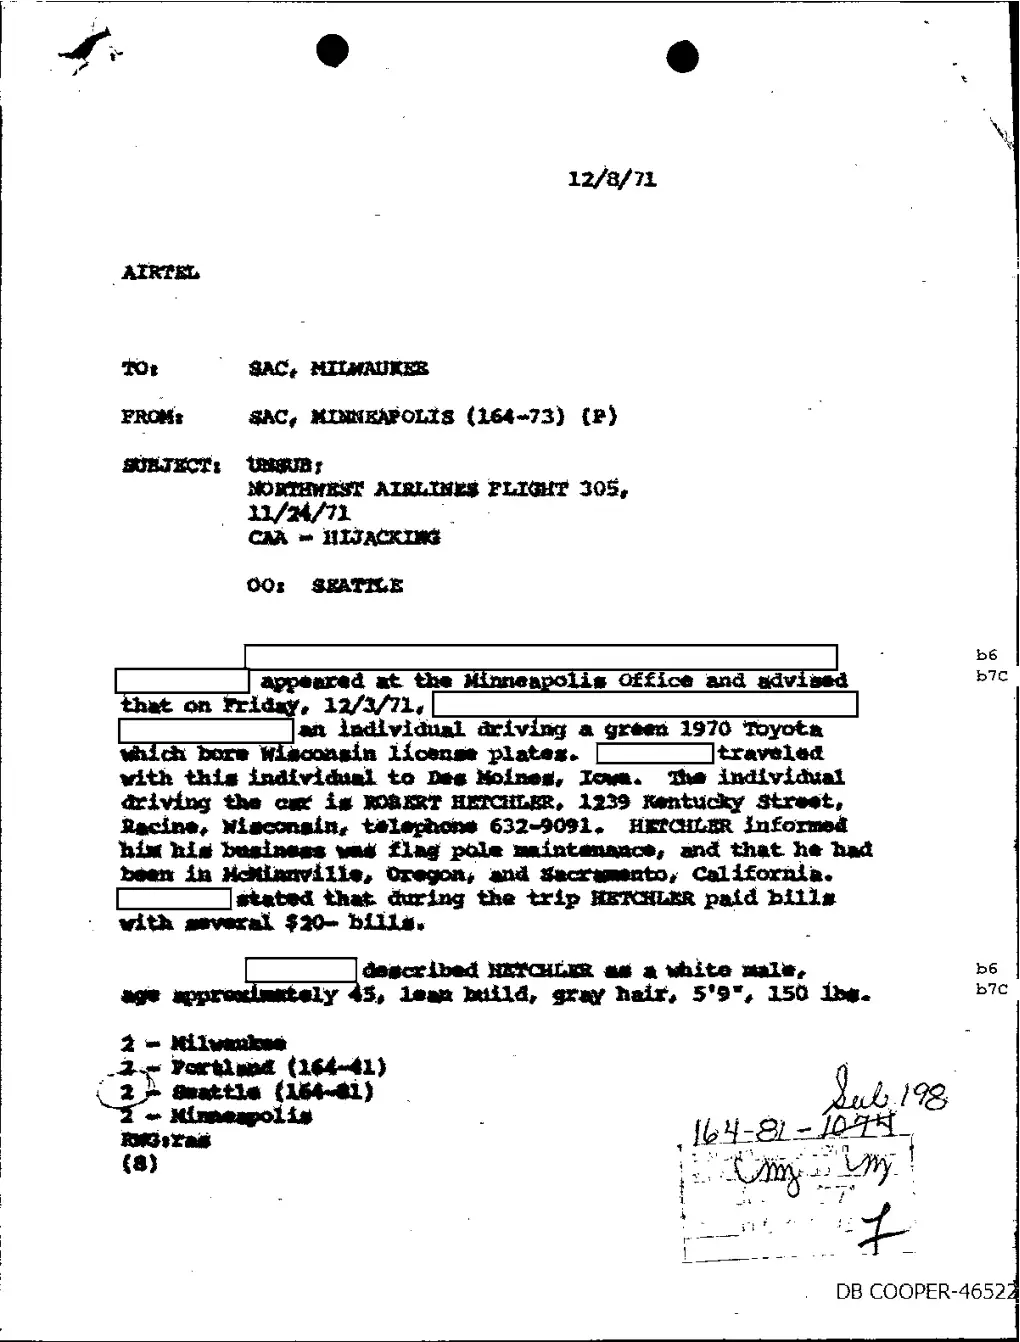 12/8/71
AIRTEL
TO: SAC, MILWAUKEE
FROM: SAC, MINNEAPOLIS (164-73) (P)
SUBJECT: UNSUB;
NORTHWEST AIRLINES FLIGHT 305,
11/24/71
CAA - HIJACKING
OO: SEATTLE
b6
b7C
appeared at the Minneapolis Office and advised
that on Friday, 12/3/71,
an individual driving a green 1970 Toyota
which bore Wisconsin license plates. traveled
with this individual to Des Moines, Iowa. The individual
driving the car is ROBERT HETCHLER, 1239 Kentucky Street,
Racine, Wisconsin, telephone 632-9091. HETCHLER informed
him his business was flag pole maintenance, and that he had
been in McMinnville, Oregon, and Sacramento, California.
stated that during the trip HETCHLER paid bills
with several $20- bills.
described HETCHLER as a white male,
b6
age approximately 45, lean build, gray hair, 5'9", 150 lbs.
b7C
2 - Milwaukee
2 - Portland (164-41)
2 - Seattle (164-81)
2 - Minneapolis
RWG:ras
(8)
Sub 198
164-81-1074
DB COOPER-46522